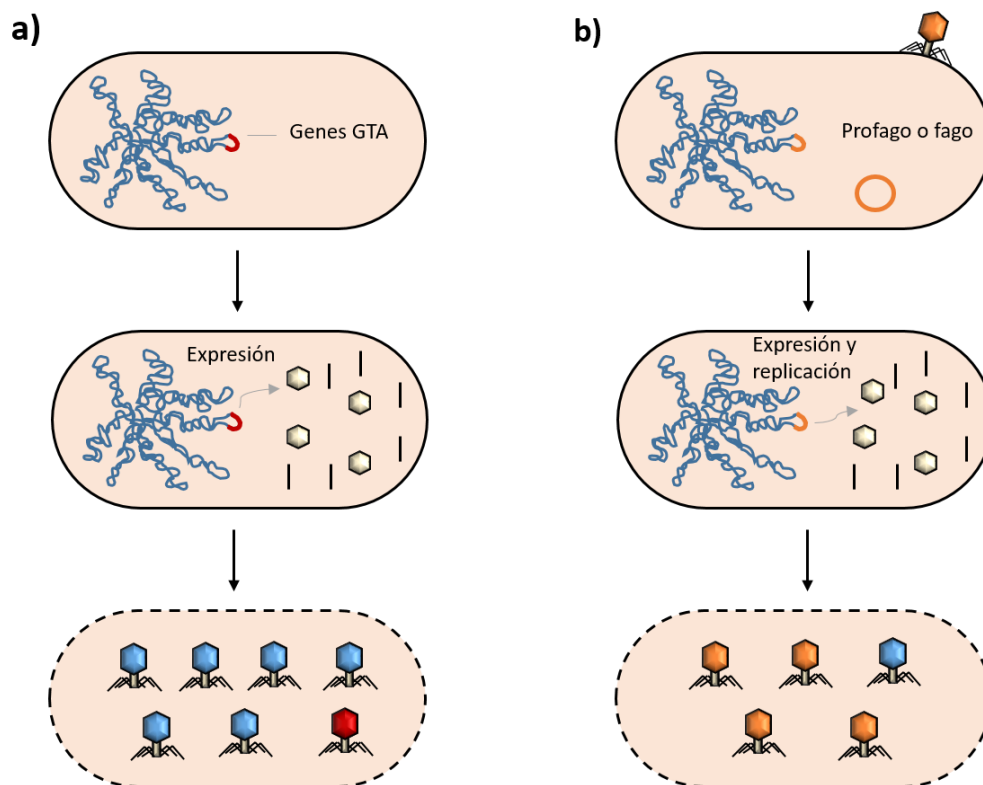 a)
Genes GTA
Expresión
b)
Profago o fago
Expresión y
replicación